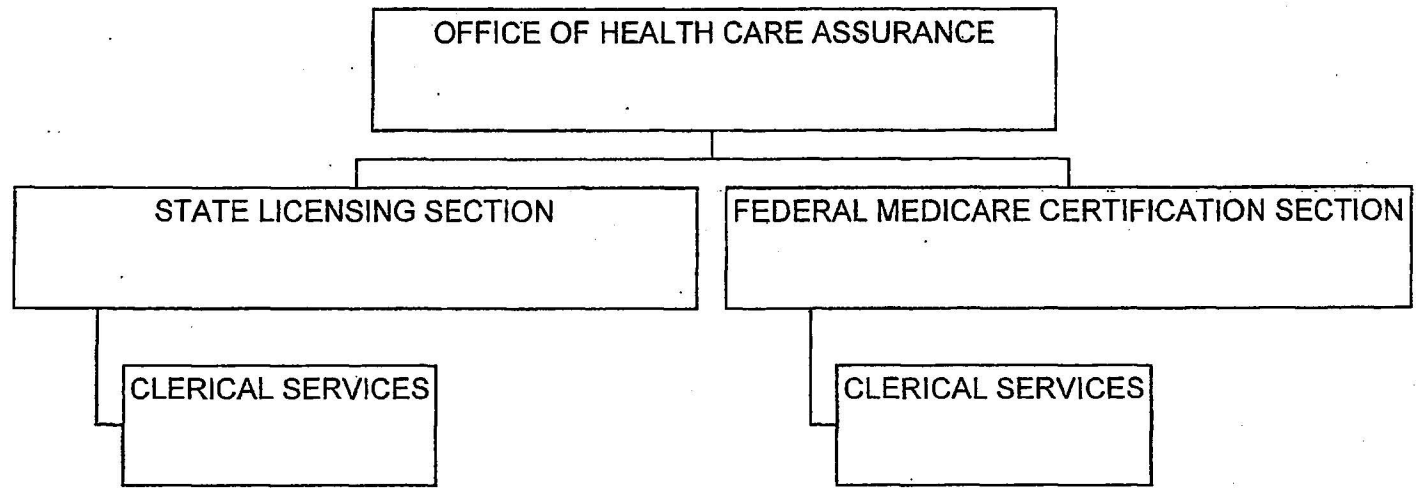 OFFICE OF HEALTH CARE ASSURANCE
STATE LICENSING SECTION
FEDERAL MEDICARE CERTIFICATION SECTION
CLERICAL SERVICES
CLERICAL SERVICES